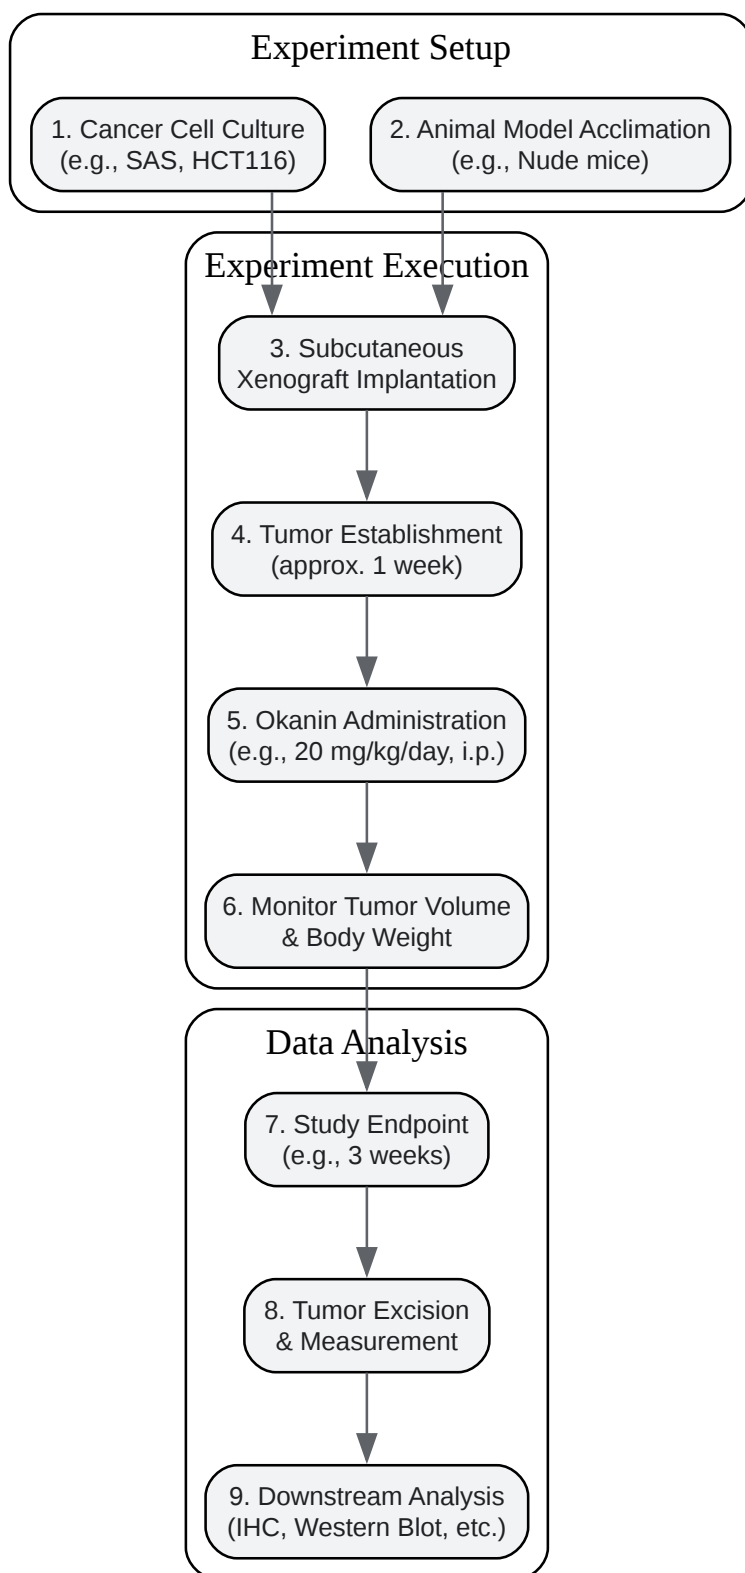 Experiment Setup
1. Cancer Cell Culture
(e.g., SAS, HCT116)
2. Animal Model Acclimation
(e.g., Nude mice)
Experiment Execution
3. Subcutaneous
Xenograft Implantation
4. Tumor Establishment
(approx. 1 week)
5. Okanin Administration
(e.g., 20 mg/kg/day, i.p.)
6. Monitor Tumor Volume
& Body Weight
Data Analysis
7. Study Endpoint
(e.g., 3 weeks)
8. Tumor Excision
& Measurement
9. Downstream Analysis
(IHC, Western Blot, etc.)